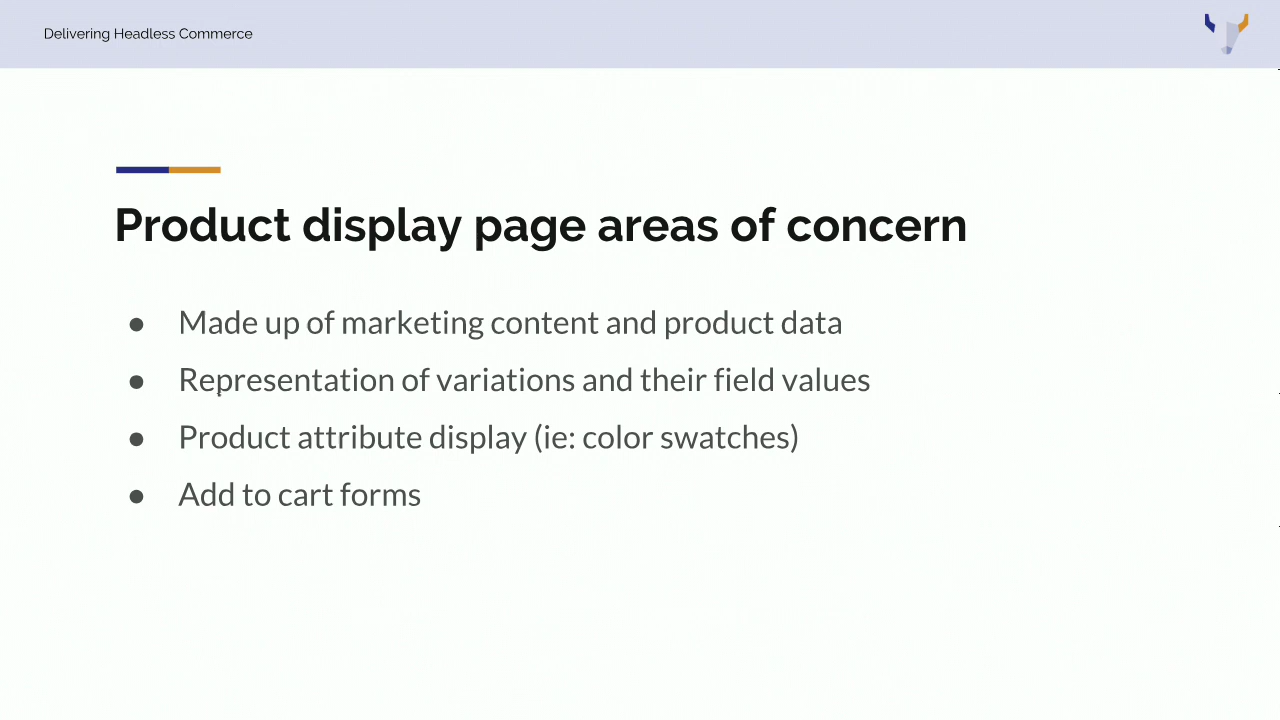 Delivering Headless Commerce
Product display page areas of concern
● Made up of marketing content and product data
● Representation of variations and their field values
● Product attribute display (ie: color swatches)
● Add to cart forms